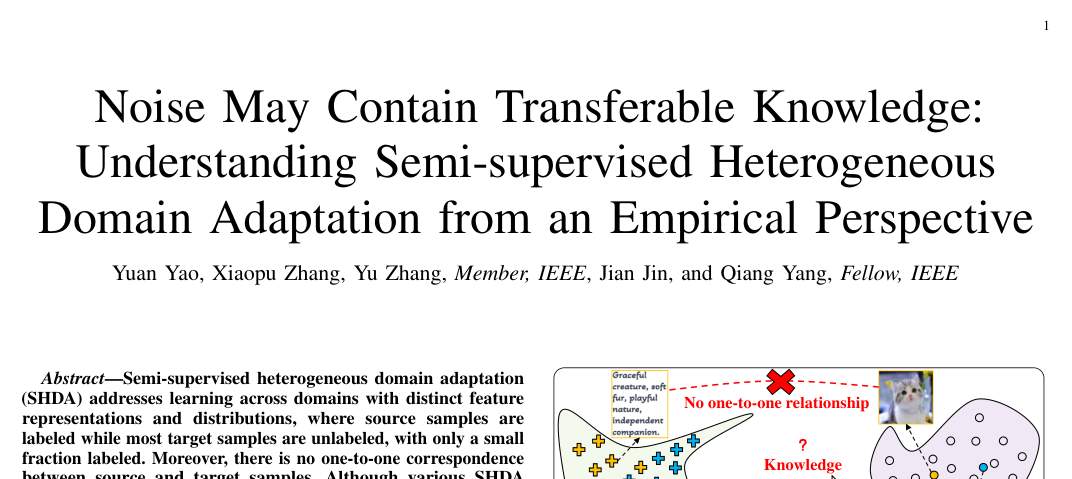 1
Noise May Contain Transferable Knowledge:
Understanding Semi-supervised Heterogeneous
Domain Adaptation from an Empirical Perspective
Yuan Yao, Xiaopu Zhang, Yu Zhang, Member, IEEE, Jian Jin, and Qiang Yang, Fellow, IEEE
Abstract—Semi-supervised heterogeneous domain adaptation
(SHDA) addresses learning across domains with distinct feature
representations and distributions, where source samples are
labeled while most target samples are unlabeled, with only a small
fraction labeled. Moreover, there is no one-to-one correspondence
between source and target samples. Although various SHDA
Graceful
creature, soft
fur, playful
nature,
independent
companion.
No one-to-one relationship
?
Knowledge